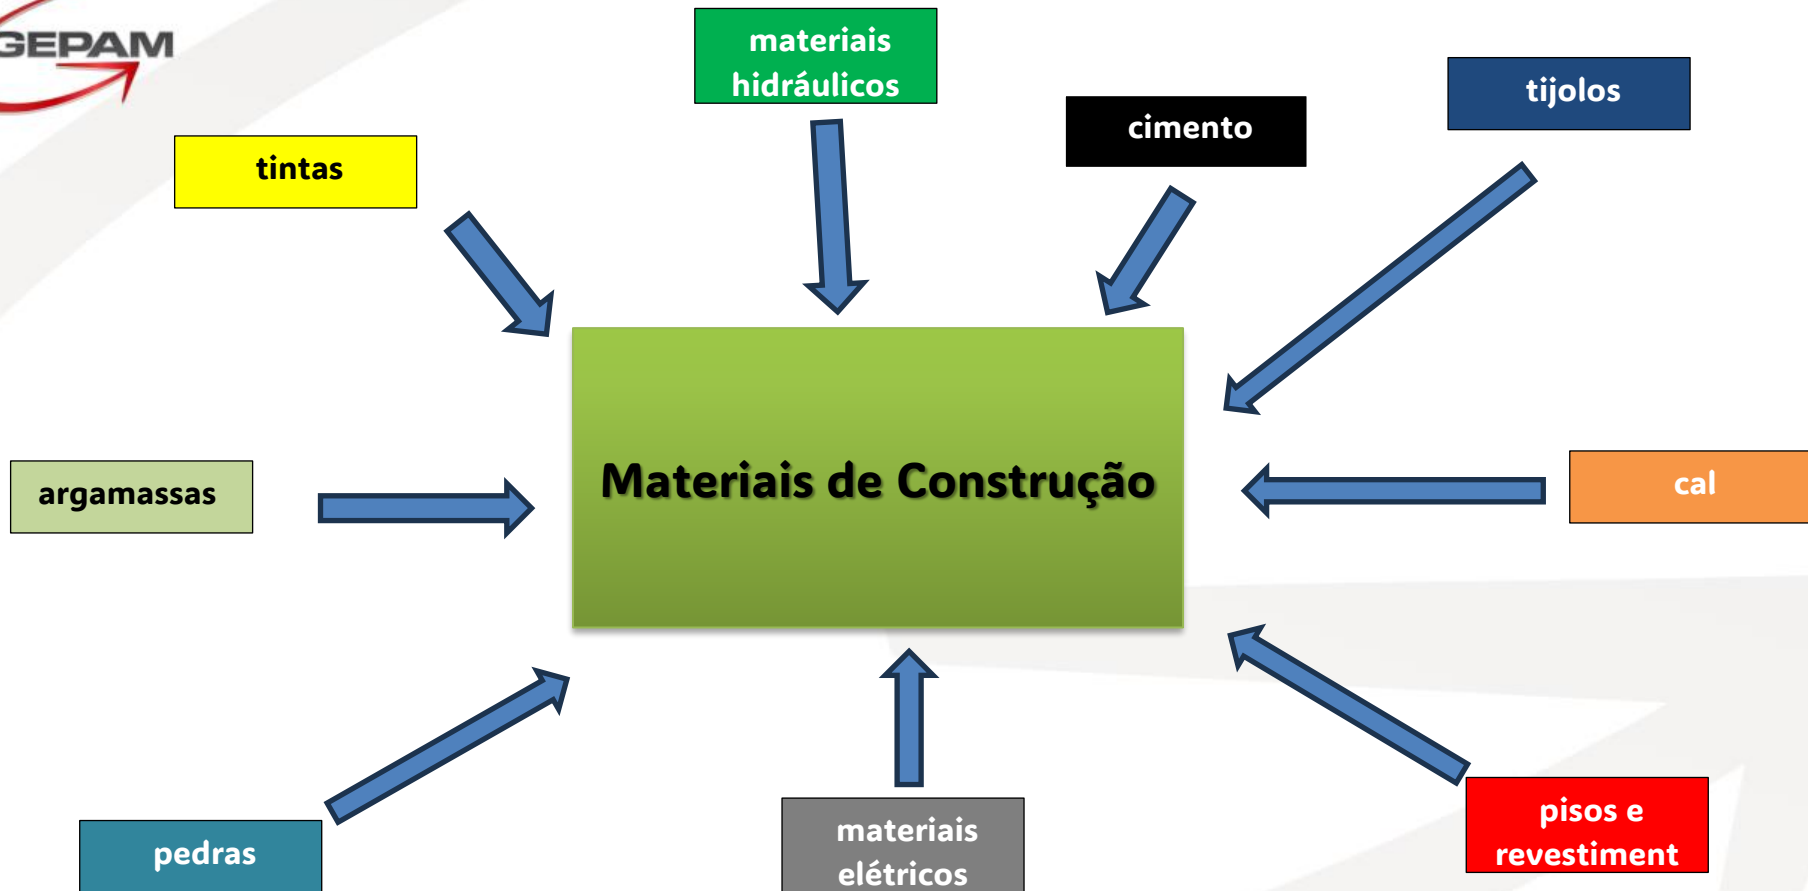 GEPAM
materiais
hidráulicos
tijolos
cimento
tintas
Materiais de Construção
argamassas
cal
pisos e
revestiment
materiais
elétricos
pedras